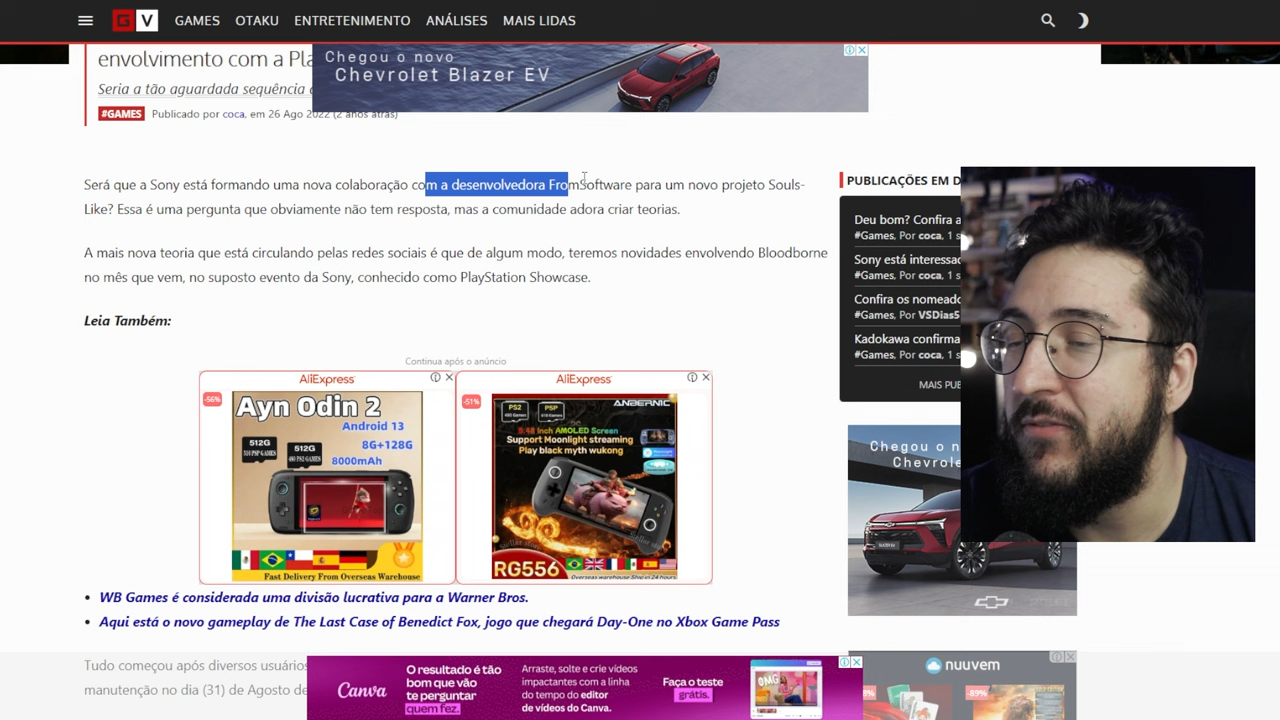 G V GAMES OTAKU ENTRETENIMENTO ANÁLISES MAIS LIDAS
envolvimento com a Pla
Seria a tão aguardada sequência
#GAMES Publicado por coca, em 26 Ago 2022 (2 anos atrás)
Chegou o novo
Chevrolet Blazer EV
Será que a Sony está formando uma nova colaboração com a desenvolvedora FromSoftware para um novo projeto Souls-
Like? Essa é uma pergunta que obviamente não tem resposta, mas a comunidade adora criar teorias.
A mais nova teoria que está circulando pelas redes sociais é que de algum modo, teremos novidades envolvendo Bloodborne
no mês que vem, no suposto evento da Sony, conhecido como PlayStation Showcase.
Leia Também:
Continua após o anúncio
AliExpress
-56%
Ayn Odin 2
Android 13
8G+128G
8000mAh
512G
512G
Fast Delivery From Overseas Warehouse
AliExpress
-51%
PS2
PSP
ANBERNIC
5.48 Inch AMOLED Screen
Support Moonlight streaming
Play black myth wukong
RG556
Overseas warehouse Ship in 24 hours
WB Games é considerada uma divisão lucrativa para a Warner Bros.
Aqui está o novo gameplay de The Last Case of Benedict Fox, jogo que chegará Day-One no Xbox Game Pass
Tudo começou após diversos usuários
manutenção no dia (31) de Agosto de
PUBLICAÇÕES EM D
Deu bom? Confira a
#Games, Por coca, 1 s
Sony está interessad
#Games, Por coca, 1 s
Confira os nomeado
#Games, Por VSDias5
Kadokawa confirma
#Games, Por coca, 1 s
MAIS PUB
Chegou o n
Chevrole
Canva
O resultado é tão
bom que vão
te perguntar
quem fez.
Arraste, solte e crie vídeos
impactantes com a linha
do tempo do editor
de vídeos do Canva.
Faça o teste
grátis.
OMG
nuuvem
-89%